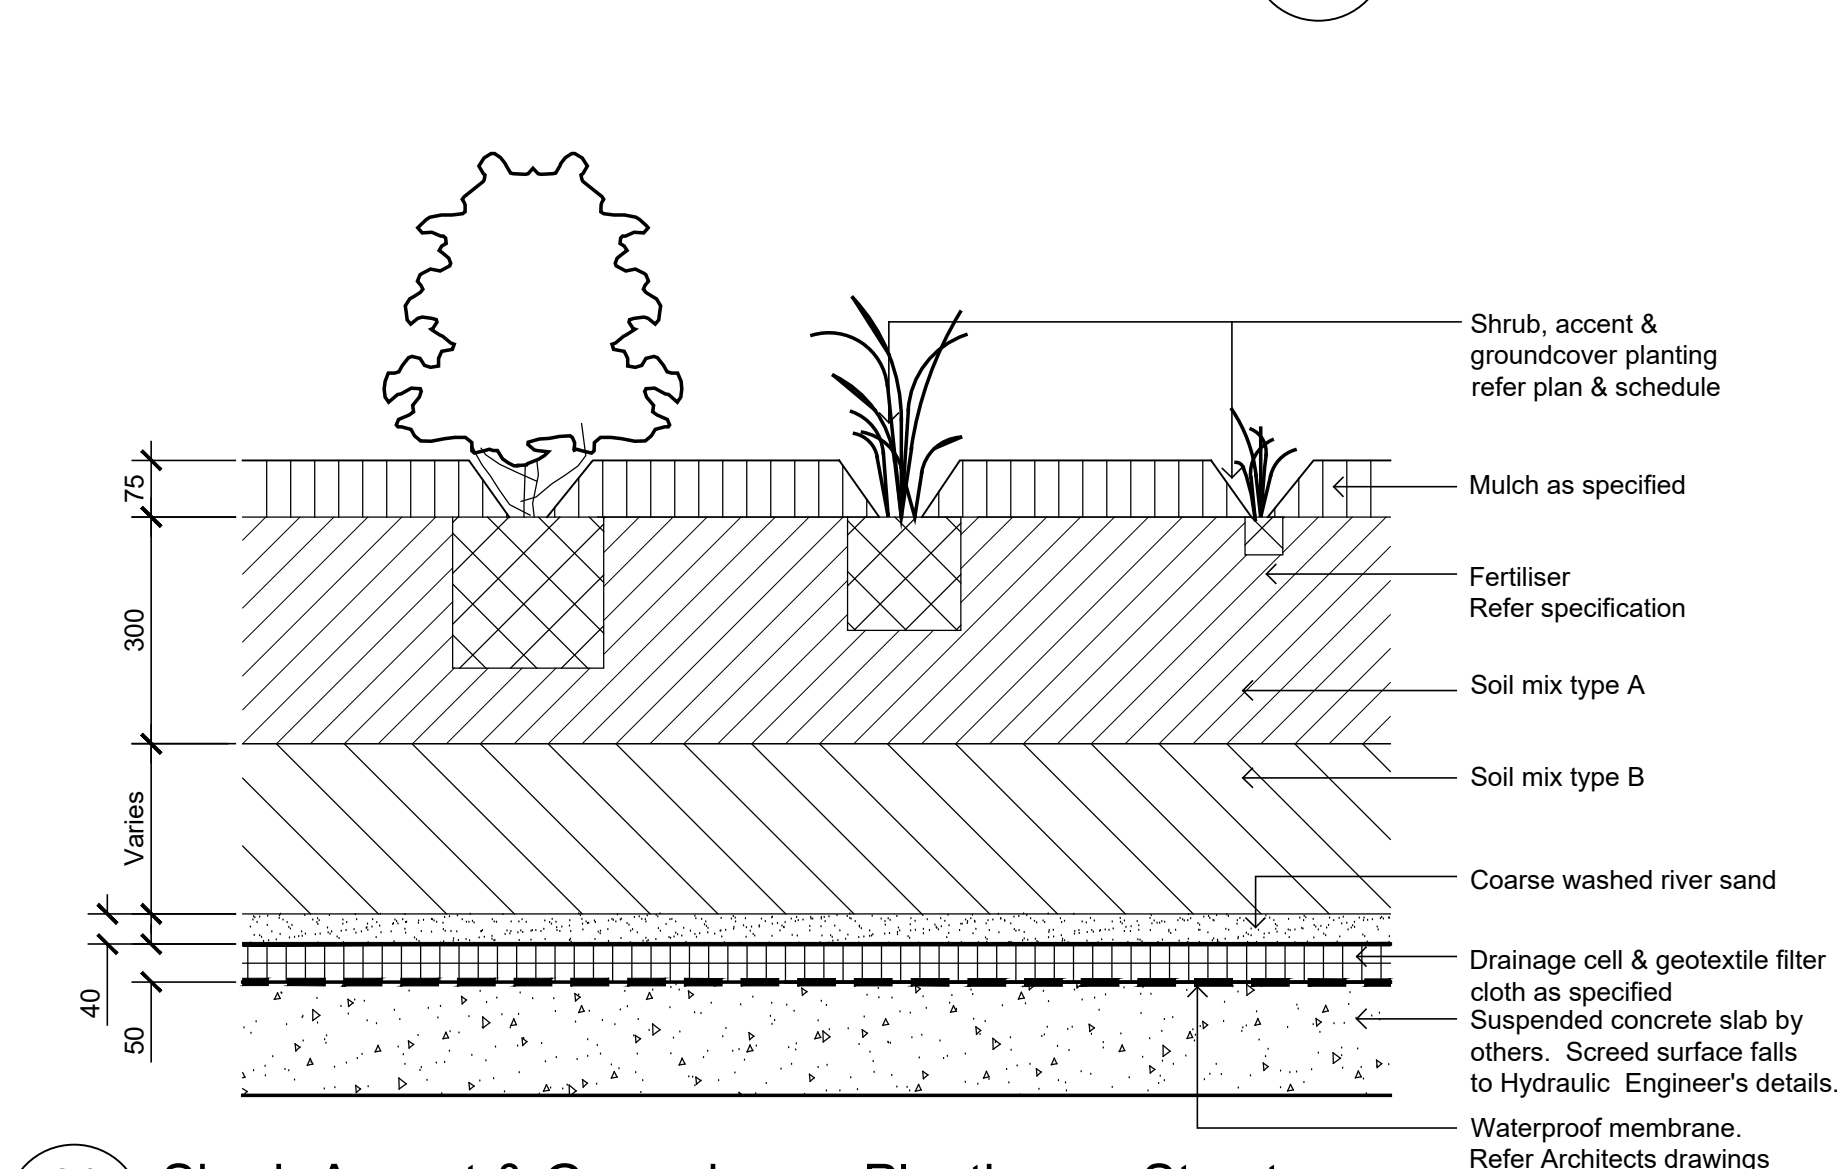 Shrub, accent &
groundcover planting
refer plan & schedule
75
Mulch as specified
Fertiliser
Refer specification
300
Soil mix type A
Soil mix type B
Varies
Coarse washed river sand
Drainage cell & geotextile filter
cloth as specified
40
50
Suspended concrete slab by
others.  Screed surface falls
to Hydraulic  Engineer's details.
Waterproof membrane.
Refer Architects drawings